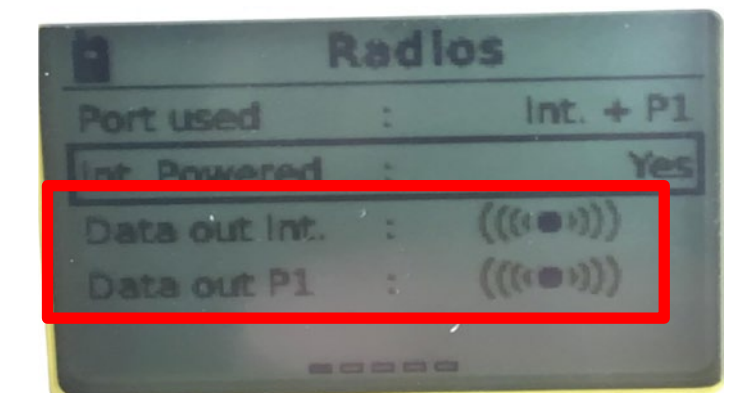 Radios
Port used : Int. + P1
Int. Powered : Yes
Data out Int. :
Data out P1 :